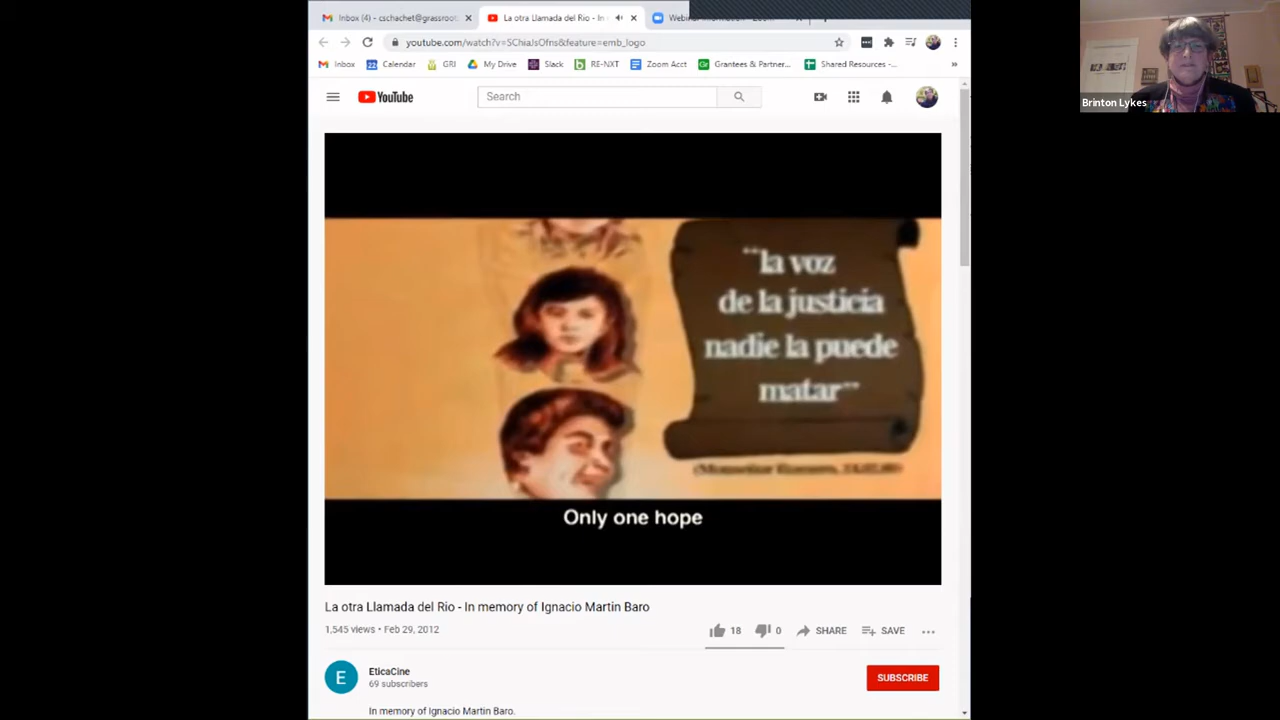 Inbox (4) - cschachet@grassroot
La otra Llamada del Rio - In
youtube.com/watch?v=SChiaJsOfns&feature=emb_logo
Inbox
Calendar
GRJ
My Drive
Slack
RE-NXT
Zoom Acct
Grantees & Partner...
Shared Resources -...
YouTube
Search
Brinton Lykes
¨la voz
de la justicia
nadie la puede
matar¨
Only one hope
La otra Llamada del Rio - In memory of Ignacio Martin Baro
1,545 views • Feb 29, 2012
18
0
SHARE
SAVE
E
EticaCine
69 subscribers
SUBSCRIBE
In memory of Ignacio Martin Baro.